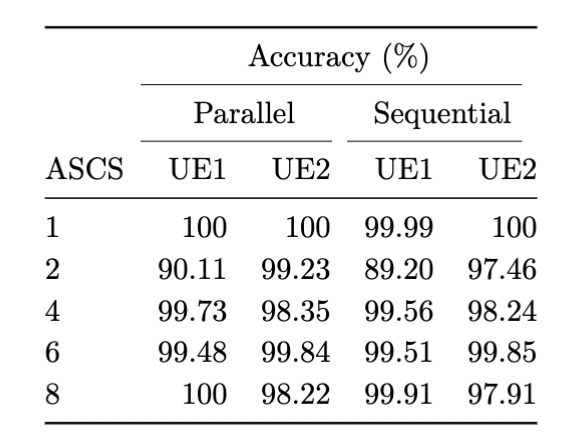 Accuracy (%)
Parallel Sequential
ASCS UE1 UE2 UE1 UE2
1 100 100 99.99 100
2 90.11 99.23 89.20 97.46
4 99.73 98.35 99.56 98.24
6 99.48 99.84 99.51 99.85
8 100 98.22 99.91 97.91